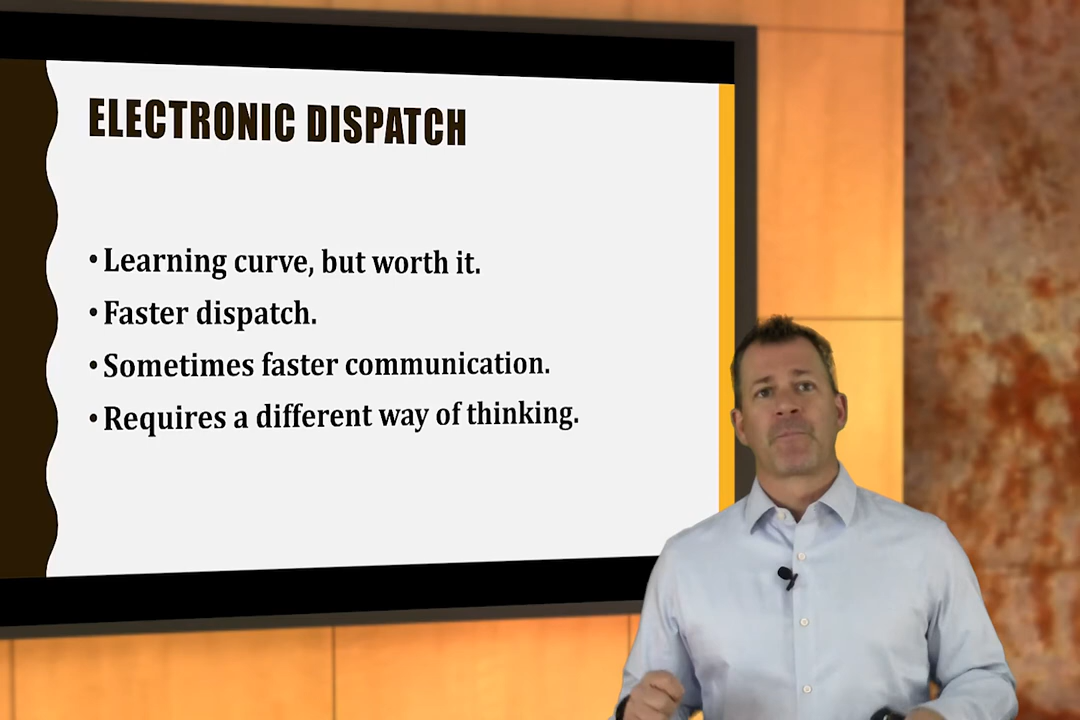 ELECTRONIC DISPATCH
• Learning curve, but worth it.
• Faster dispatch.
• Sometimes faster communication.
• Requires a different way of thinking.